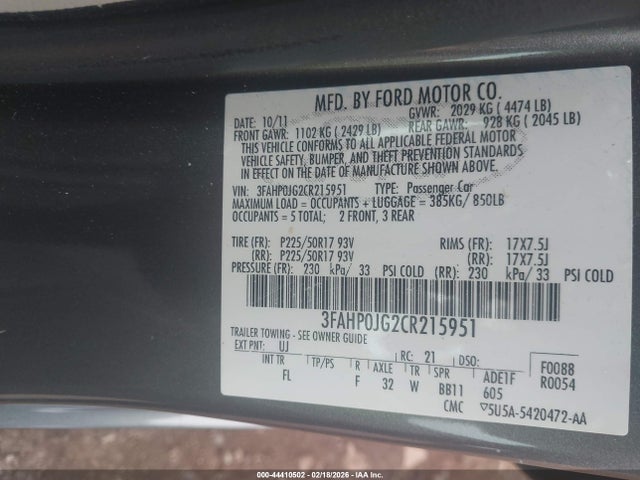 MFD. BY FORD MOTOR CO.
DATE: 10/11 GVWR: 2029 KG ( 4474 LB)
FRONT GAWR: 1102 KG ( 2429 LB) REAR GAWR: 928 KG ( 2045 LB)
THIS VEHICLE CONFORMS TO ALL APPLICABLE FEDERAL MOTOR
VEHICLE SAFETY, BUMPER, AND THEFT PREVENTION STANDARDS
IN EFFECT ON THE DATE OF MANUFACTURE SHOWN ABOVE.
VIN: 3FAHP0JG2CR215951 TYPE: Passenger Car
MAXIMUM LOAD = OCCUPANTS + LUGGAGE = 385KG/ 850LB
OCCUPANTS = 5 TOTAL; 2 FRONT, 3 REAR
TIRE (FR): P225/50R17 93V RIMS (FR): 17X7.5J
(RR): P225/50R17 93V (RR): 17X7.5J
PRESSURE (FR): 230 kPa/ 33 PSI COLD (RR): 230 kPa/ 33 PSI COLD
3FAHP0JG2CR215951
TRAILER TOWING - SEE OWNER GUIDE
EXT PNT: UJ RC: 21 DSO: F0088
INT TR TP/PS R AXLE TR SPR ADE1F R0054
FL F 32 W BB11 605
CMC ▽5U5A-5420472-AA
000-44410502 - 02/18/2026 - IAAI.com